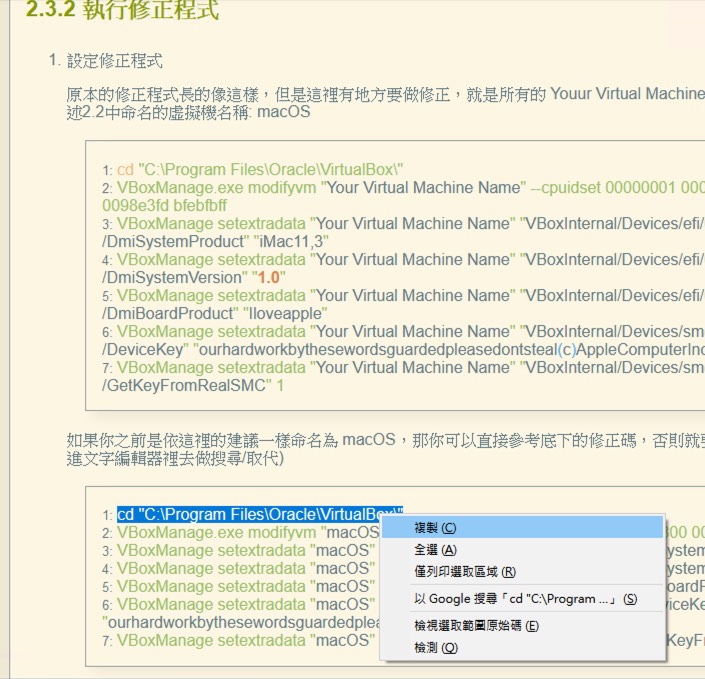 2.3.2 執行修正程式
1. 設定修正程式
原本的修正程式長的像這樣，但是這裡有地方要做修正，就是所有的 Youur Virtual Machine
述2.2中命名的虛擬機名稱: macOS
1: cd "C:\Program Files\Oracle\VirtualBox\"
2: VBoxManage.exe modifyvm "Your Virtual Machine Name" --cpuidset 00000001 000
0098e3fd bfebfbff
3: VBoxManage setextradata "Your Virtual Machine Name" "VBoxInternal/Devices/efi/
/DmiSystemProduct" "iMac11,3"
4: VBoxManage setextradata "Your Virtual Machine Name" "VBoxInternal/Devices/efi/
/DmiSystemVersion" "1.0"
5: VBoxManage setextradata "Your Virtual Machine Name" "VBoxInternal/Devices/efi/
/DmiBoardProduct" "Iloveapple"
6: VBoxManage setextradata "Your Virtual Machine Name" "VBoxInternal/Devices/sm
/DeviceKey" "ourhardworkbythesewordsguardedpleasedontsteal(c)AppleComputerInc
7: VBoxManage setextradata "Your Virtual Machine Name" "VBoxInternal/Devices/sm
/GetKeyFromRealSMC" 1
如果你之前是依這裡的建議一樣命名為 macOS，那你可以直接參考底下的修正碼，否則就要
進文字編輯器裡去做搜尋/取代)
1: cd "C:\Program Files\Oracle\VirtualBox\"
2: VBoxManage.exe modifyvm "macOS 800 00
3: VBoxManage setextradata "macOS" ystem
4: VBoxManage setextradata "macOS" ystem
5: VBoxManage setextradata "macOS" oardP
6: VBoxManage setextradata "macOS" viceKe
"ourhardworkbythesewordsguardedplea
7: VBoxManage setextradata "macOS" KeyFr
複製 (C)
全選 (A)
僅列印選取區域 (R)
以 Google 搜尋「cd "C:\Program ...」 (S)
檢視選取範圍原始碼 (E)
檢測 (Q)